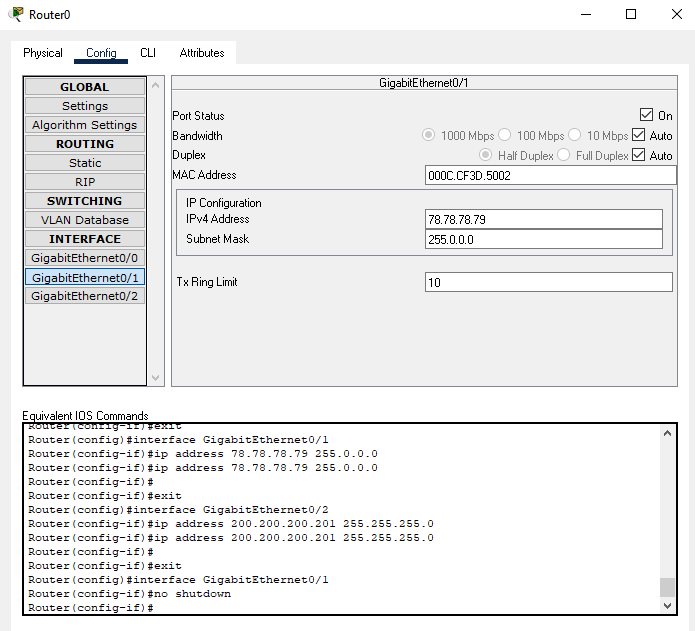 Router0
Physical Config CLI Attributes
GLOBAL
Settings
Algorithm Settings
ROUTING
Static
RIP
SWITCHING
VLAN Database
INTERFACE
GigabitEthernet0/0
GigabitEthernet0/1
GigabitEthernet0/2
GigabitEthernet0/1
Port Status On
Bandwidth 1000 Mbps 100 Mbps 10 Mbps Auto
Duplex Half Duplex Full Duplex Auto
MAC Address 000C.CF3D.5002
IP Configuration
IPv4 Address 78.78.78.79
Subnet Mask 255.0.0.0
Tx Ring Limit 10
Equivalent IOS Commands
Router(config-if)#exit
Router(config)#interface GigabitEthernet0/1
Router(config-if)#ip address 78.78.78.79 255.0.0.0
Router(config-if)#ip address 78.78.78.79 255.0.0.0
Router(config-if)#
Router(config-if)#exit
Router(config)#interface GigabitEthernet0/2
Router(config-if)#ip address 200.200.200.201 255.255.255.0
Router(config-if)#ip address 200.200.200.201 255.255.255.0
Router(config-if)#
Router(config-if)#exit
Router(config)#interface GigabitEthernet0/1
Router(config-if)#no shutdown
Router(config-if)#